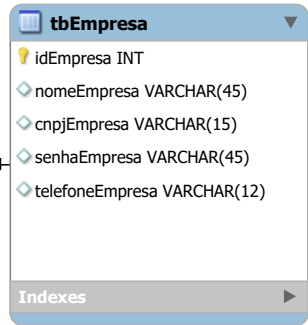 tbEmpresa
idEmpresa INT
nomeEmpresa VARCHAR(45)
cnpjEmpresa VARCHAR(15)
senhaEmpresa VARCHAR(45)
telefoneEmpresa VARCHAR(12)
Indexes